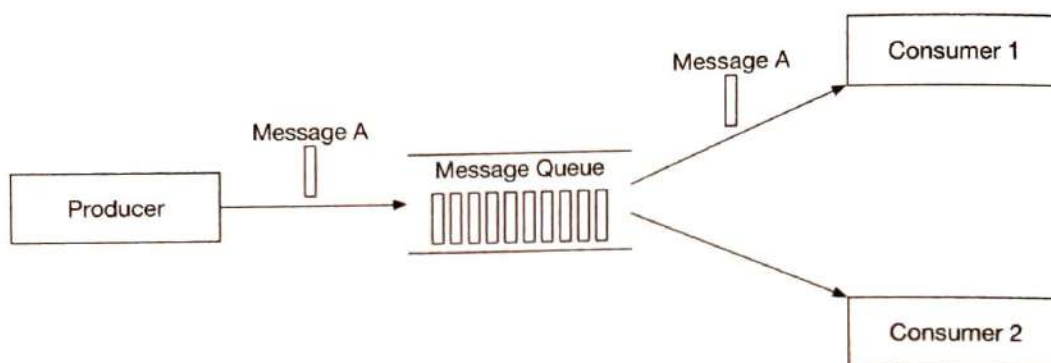 Message A
Consumer 1
Message A
Message Queue
Producer
Consumer 2